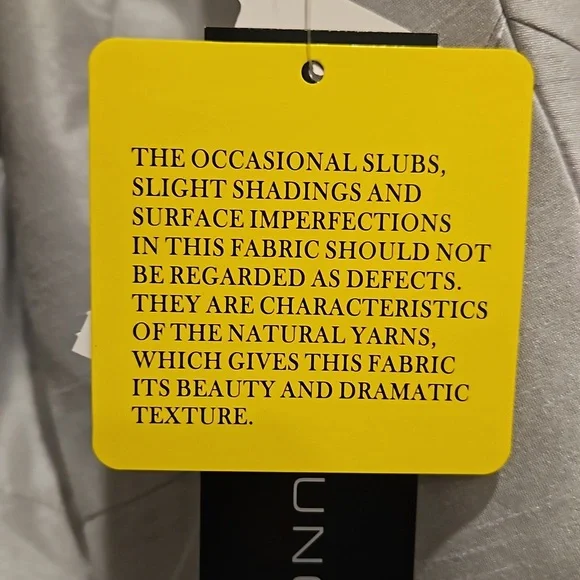 THE OCCASIONAL SLUBS,
SLIGHT SHADINGS AND
SURFACE IMPERFECTIONS
IN THIS FABRIC SHOULD NOT
BE REGARDED AS DEFECTS.
THEY ARE CHARACTERISTICS
OF THE NATURAL YARNS,
WHICH GIVES THIS FABRIC
ITS BEAUTY AND DRAMATIC
TEXTURE.